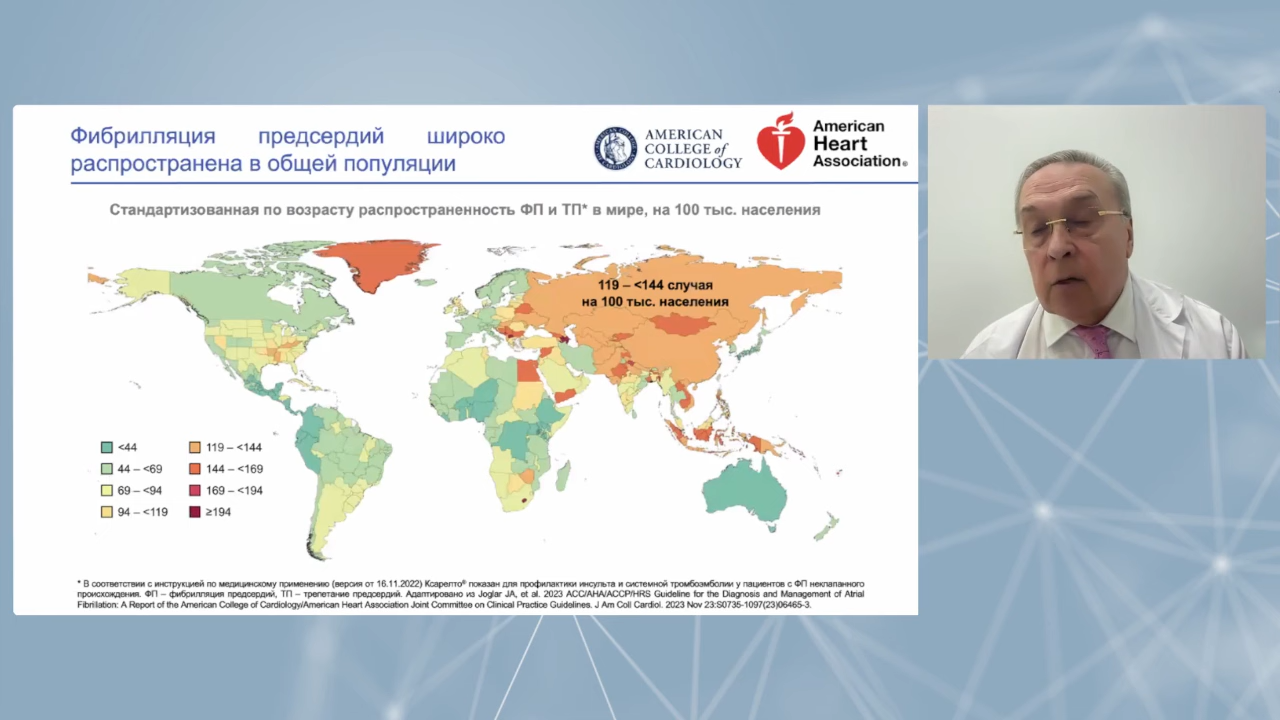 Фибрилляция предсердий широко
распространена в общей популяции
AMERICAN
COLLEGE of
CARDIOLOGY
American
Heart
Association®
Стандартизованная по возрасту распространенность ФП и ТП* в мире, на 100 тыс. населения
119 – <144 случая
на 100 тыс. населения
<44
44 – <69
69 – <94
94 – <119
119 – <144
144 – <169
169 – <194
≥194
* В соответствии с инструкцией по медицинскому применению (версия от 16.11.2022) Ксарелто® показан для профилактики инсульта и системной тромбоэмболии у пациентов с ФП неклапанного
происхождения. ФП – фибрилляция предсердий, ТП – трепетание предсердий. Адаптировано из Joglar JA, et al. 2023 ACC/AHA/ACCP/HRS Guideline for the Diagnosis and Management of Atrial
Fibrillation: A Report of the American College of Cardiology/American Heart Association Joint Committee on Clinical Practice Guidelines. J Am Coll Cardiol. 2023 Nov 23:S0735-1097(23)06465-3.